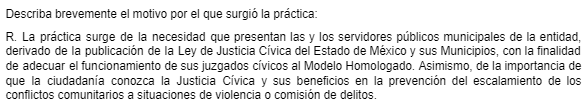 Describa brevemente el motivo por el que surgió la práctica:
R. La práctica surge de la necesidad que presentan las y los servidores públicos municipales de la entidad,
derivado de la publicación de la Ley de Justicia Cívica del Estado de México y sus Municipios, con la finalidad
de adecuar el funcionamiento de sus juzgados cívicos al Modelo Homologado. Asimismo, de la importancia de
que la ciudadanía conozca la Justicia Cívica y sus beneficios en la prevención del escalamiento de los
conflictos comunitarios a situaciones de violencia o comisión de delitos.